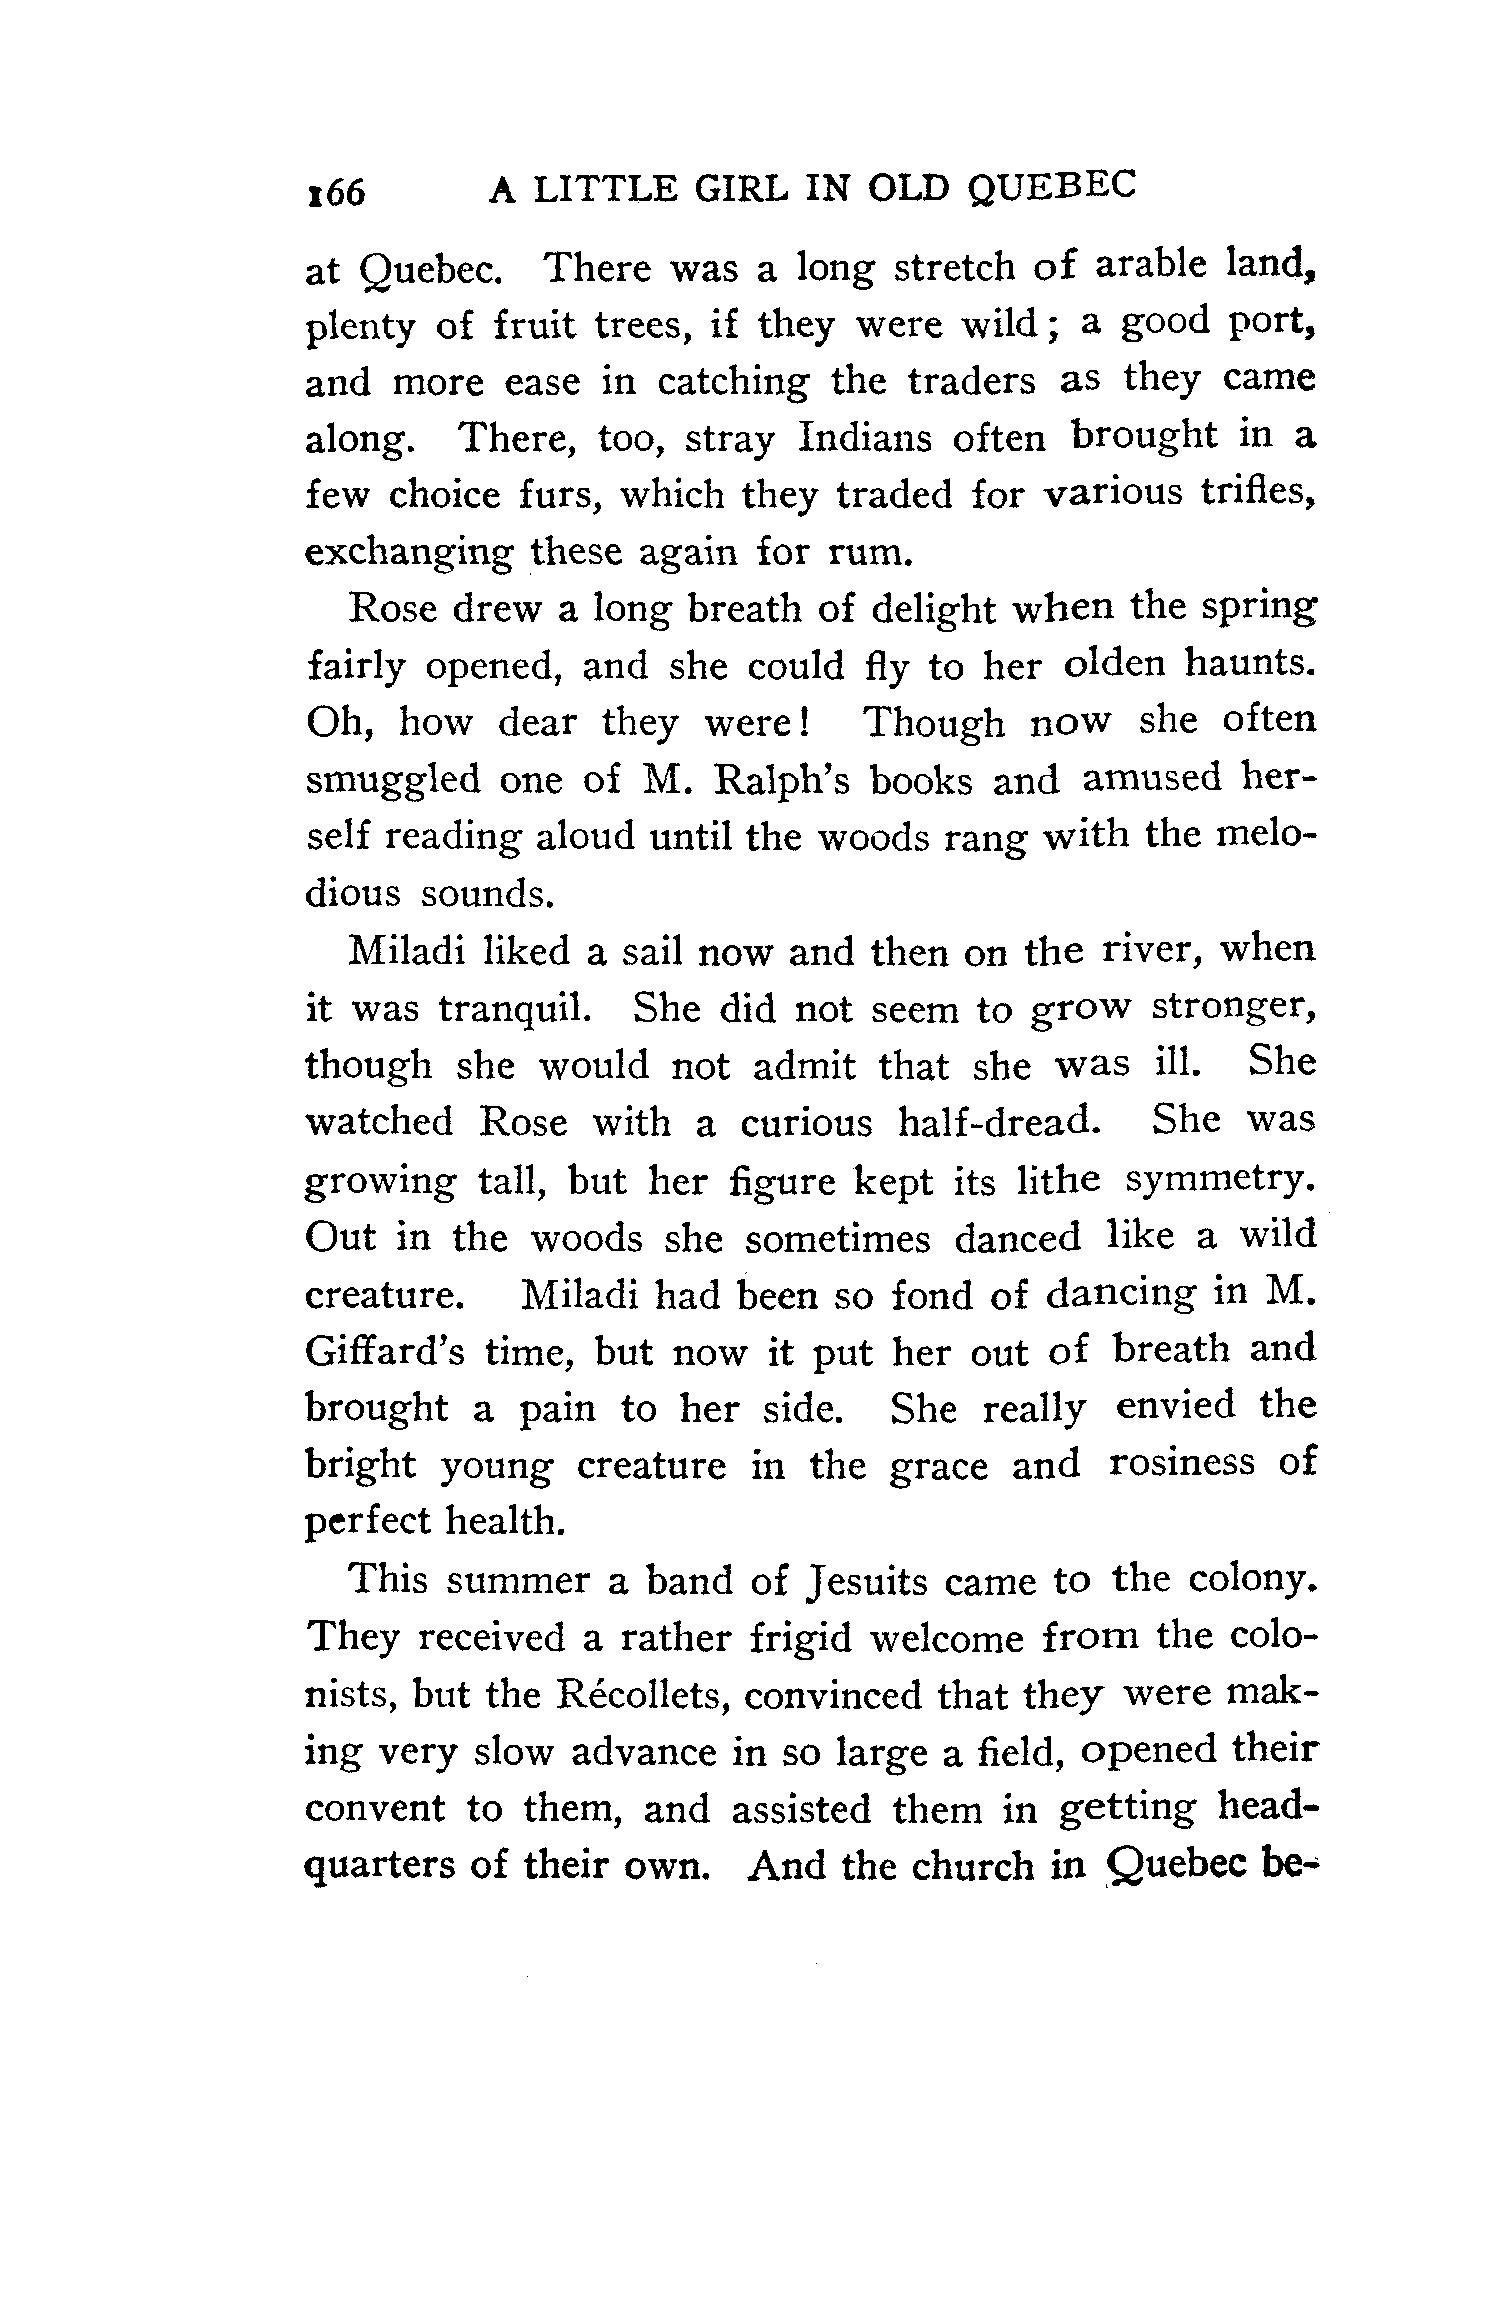 166 A LITTLE GIRL IN OLD QUEBEC
at Quebec. There was a long stretch of arable land,
plenty of fruit trees, if they were wild; a good port,
and more ease in catching the traders as they came
along. There, too, stray Indians often brought in a
few choice furs, which they traded for various trifles,
exchanging these again for rum.
Rose drew a long breath of delight when the spring
fairly opened, and she could fly to her olden haunts.
Oh, how dear they were! Though now she often
smuggled one of M. Ralph's books and amused her-
self reading aloud until the woods rang with the melo-
dious sounds.
Miladi liked a sail now and then on the river, when
it was tranquil. She did not seem to grow stronger,
though she would not admit that she was ill. She
watched Rose with a curious half-dread. She was
growing tall, but her figure kept its lithe symmetry.
Out in the woods she sometimes danced like a wild
creature. Miladi had been so fond of dancing in M.
Giffard's time, but now it put her out of breath and
brought a pain to her side. She really envied the
bright young creature in the grace and rosiness of
perfect health.
This summer a band of Jesuits came to the colony.
They received a rather frigid welcome from the colo-
nists, but the Récollets, convinced that they were mak-
ing very slow advance in so large a field, opened their
convent to them, and assisted them in getting head-
quarters of their own. And the church in Quebec be-